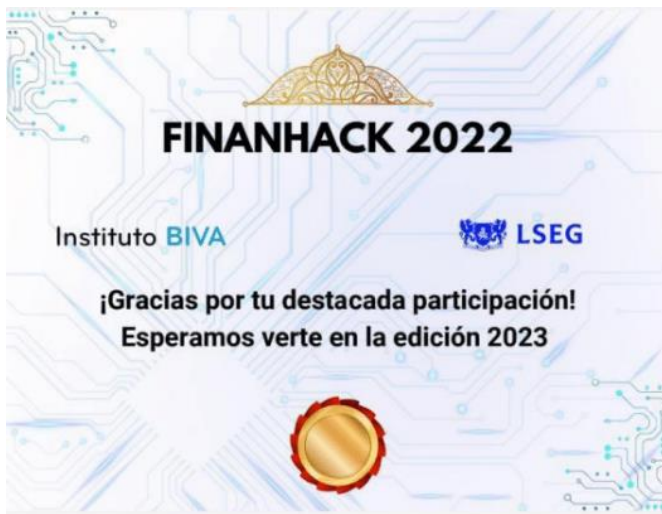 FINANHACK 2022
Instituto BIVA
LSEG
¡Gracias por tu destacada participación!
Esperamos verte en la edición 2023